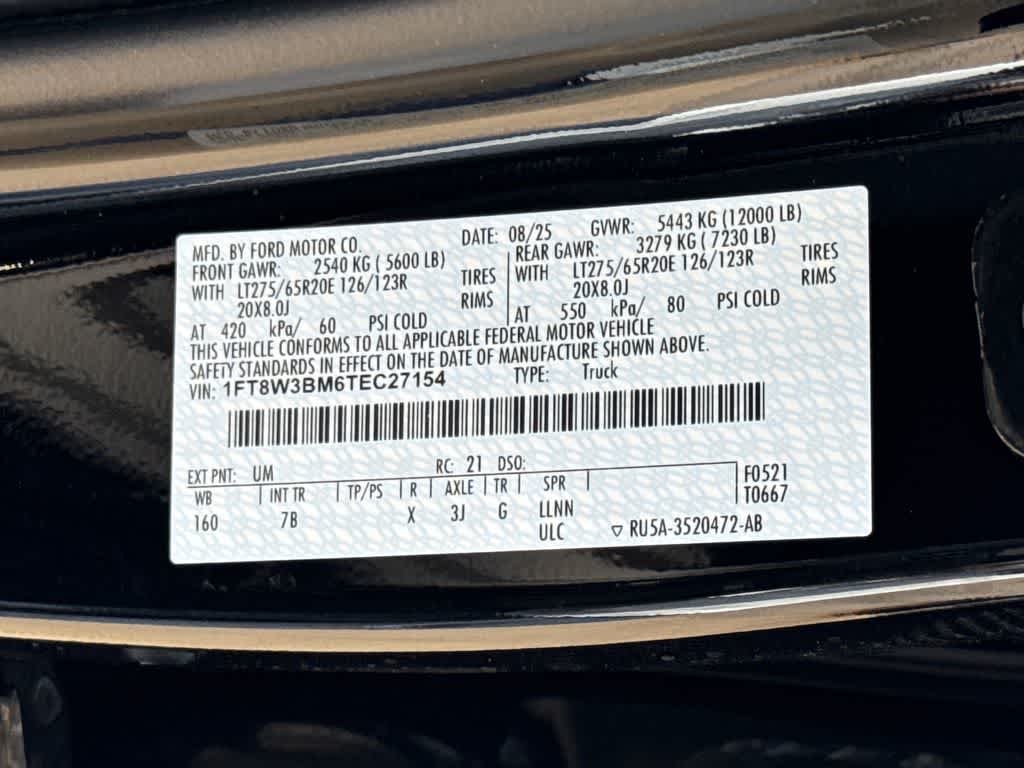 MFD. BY FORD MOTOR CO.
DATE: 08/25
GVWR: 5443 KG (12000 LB)
FRONT GAWR: 2540 KG ( 5600 LB)
WITH LT275/65R20E 126/123R TIRES
20X8.0J RIMS
AT 420 kPa/ 60 PSI COLD
REAR GAWR: 3279 KG ( 7230 LB)
WITH LT275/65R20E 126/123R TIRES
20X8.0J RIMS
AT 550 kPa/ 80 PSI COLD
THIS VEHICLE CONFORMS TO ALL APPLICABLE FEDERAL MOTOR VEHICLE
SAFETY STANDARDS IN EFFECT ON THE DATE OF MANUFACTURE SHOWN ABOVE.
VIN: 1FT8W3BM6TEC27154 TYPE: Truck
EXT PNT: UM RC: 21 DSO:
WB INT TR TP/PS R AXLE TR SPR
160 7B X 3J G LLNN
ULC
F0521
T0667
▽ RU5A-3520472-AB